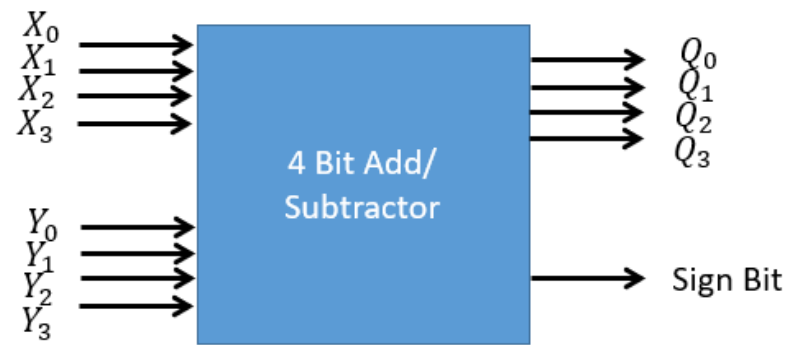 X₀
X₁
X₂
X₃
Y₀
Y₁
Y₂
Y₃
4 Bit Add/
Subtractor
Q₀
Q₁
Q₂
Q₃
Sign Bit